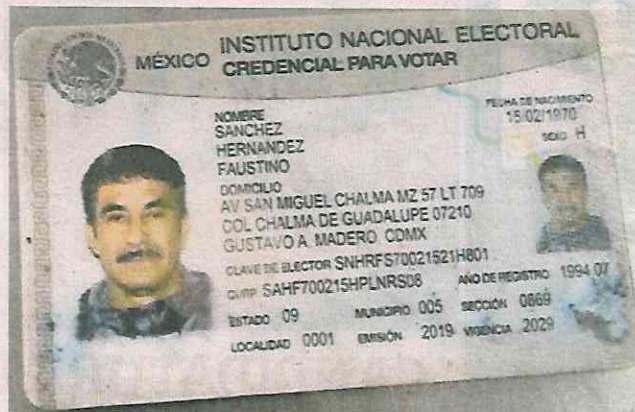 MÉXICO INSTITUTO NACIONAL ELECTORAL
CREDENCIAL PARA VOTAR
NOMBRE
SANCHEZ
HERNANDEZ
FAUSTINO
FECHA DE NACIMIENTO
15/02/1970
SEXO H
DOMICILIO
AV SAN MIGUEL CHALMA MZ 57 LT 709
COL CHALMA DE GUADALUPE 07210
GUSTAVO A. MADERO CDMX
CLAVE DE ELECTOR SNHRFS70021521H801
CURP SAHF700215HPLNRS06 AÑO DE REGISTRO 1994 07
ESTADO 09 MUNICIPIO 005 SECCIÓN 0869
LOCALIDAD 0001 EMISIÓN 2019 VIGENCIA 2029